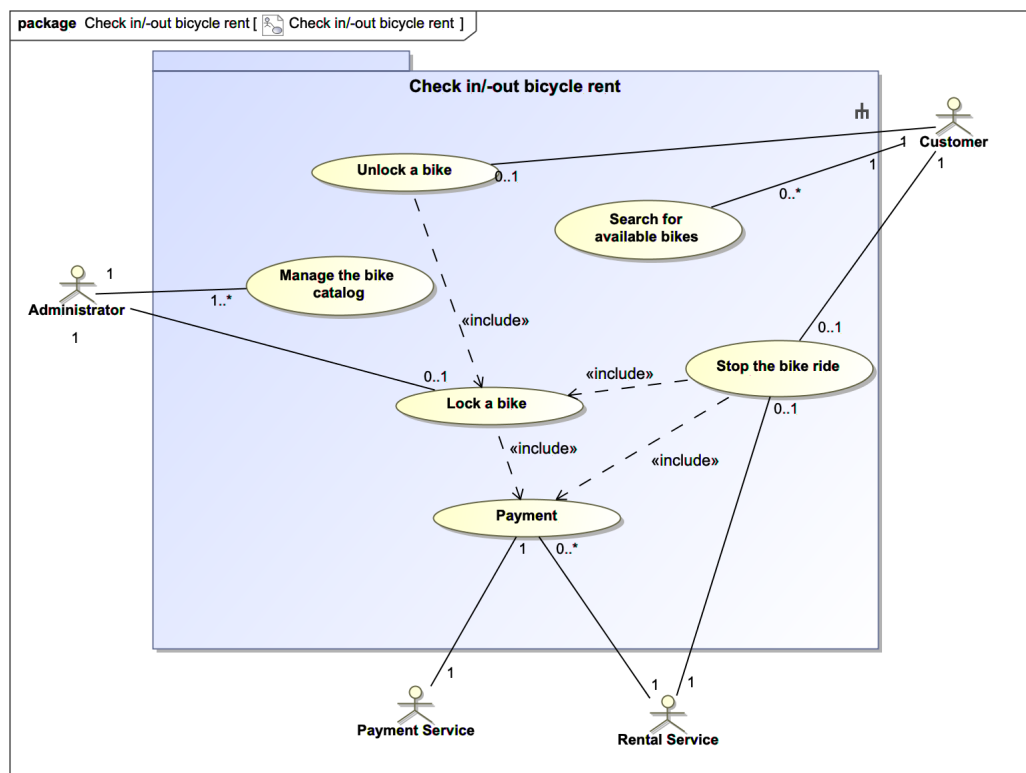 package Check in/-out bicycle rent [ Check in/-out bicycle rent ]
Check in/-out bicycle rent
Customer
1
1
1
Unlock a bike
0..1
0..*
Search for
available bikes
Administrator
1
1
Manage the bike
catalog
1..*
«include»
0..1
Stop the bike ride
0..1
«include»
0..1
Lock a bike
«include»
«include»
Payment
1
0..*
1
1
1
Payment Service
Rental Service